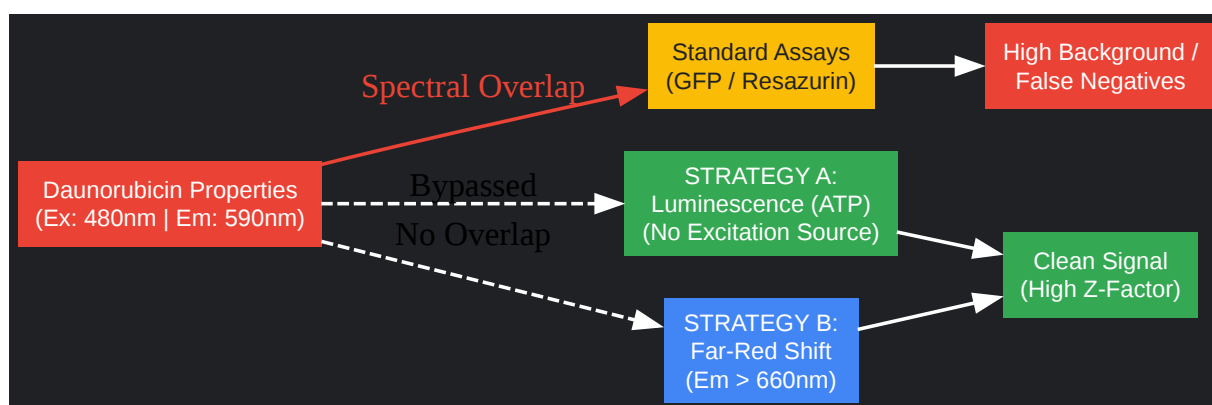 Daunorubicin Properties
(Ex: 480nm | Em: 590nm)
Spectral Overlap
Bypassed
No Overlap
Standard Assays
(GFP / Resazurin)
High Background /
False Negatives
STRATEGY A:
Luminescence (ATP)
(No Excitation Source)
STRATEGY B:
Far-Red Shift
(Em > 660nm)
Clean Signal
(High Z-Factor)